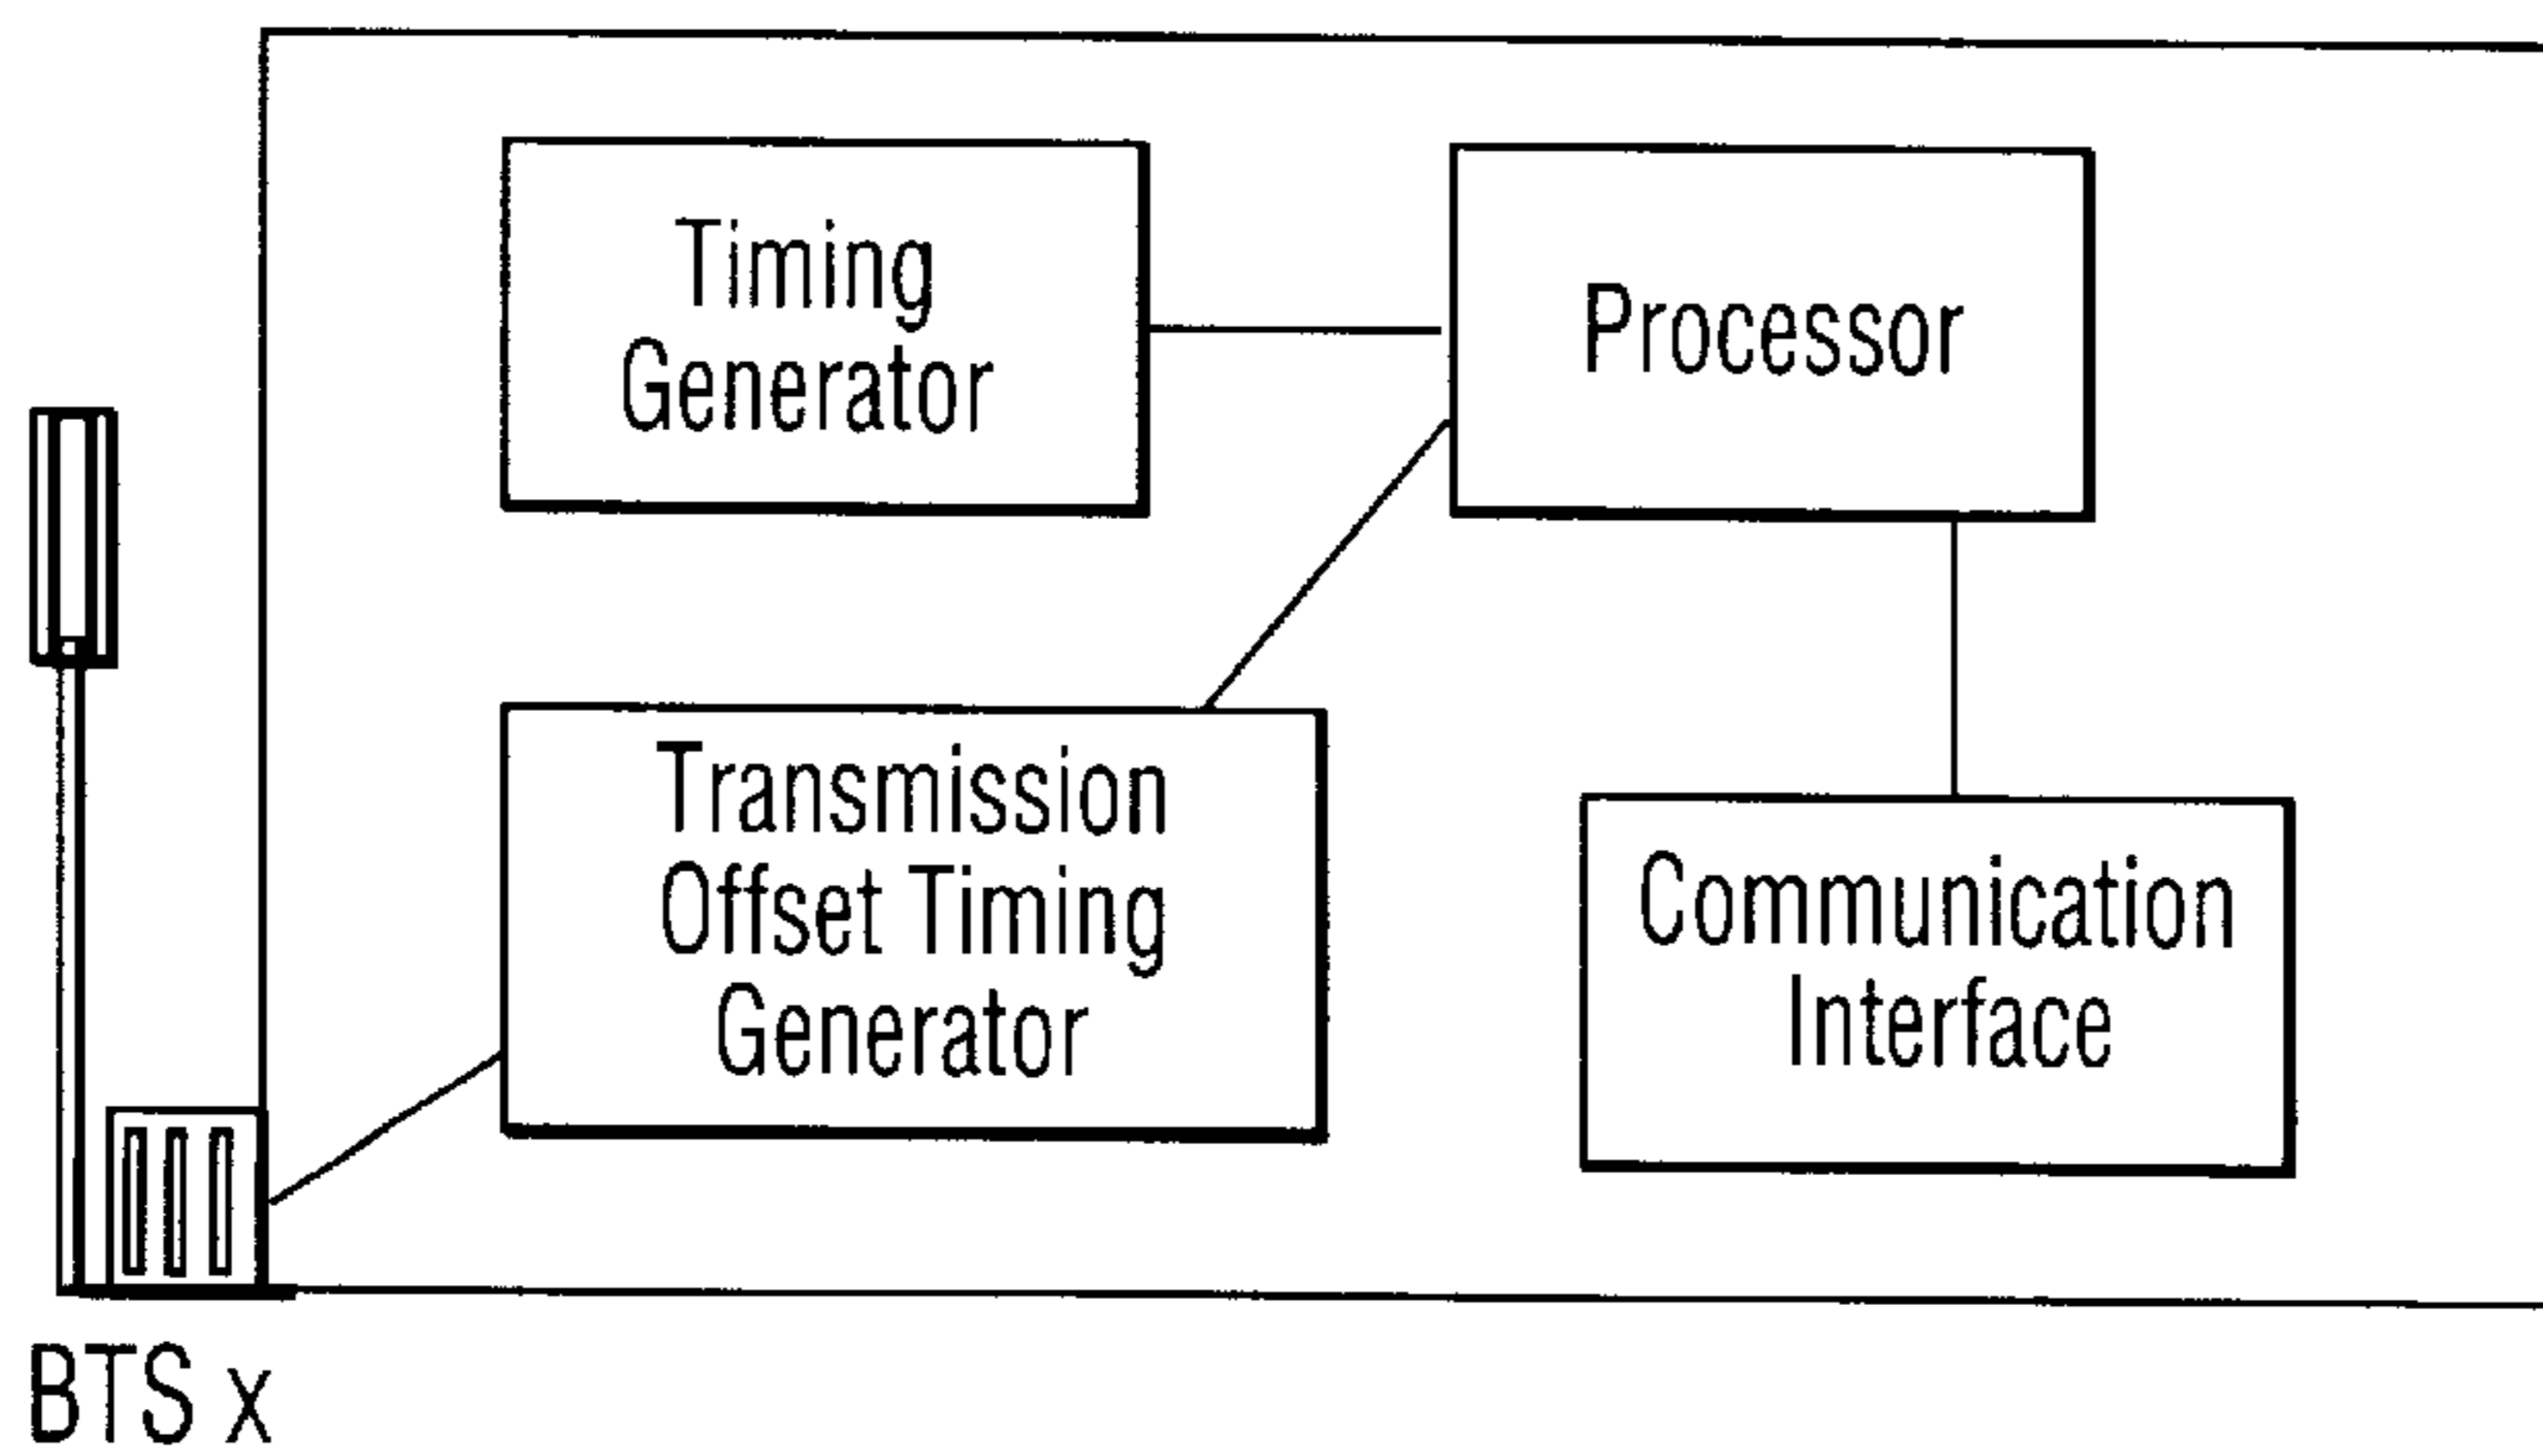 Timing
Generator
Processor
Transmission
Offset Timing
Generator
Communication
Interface
BTS x